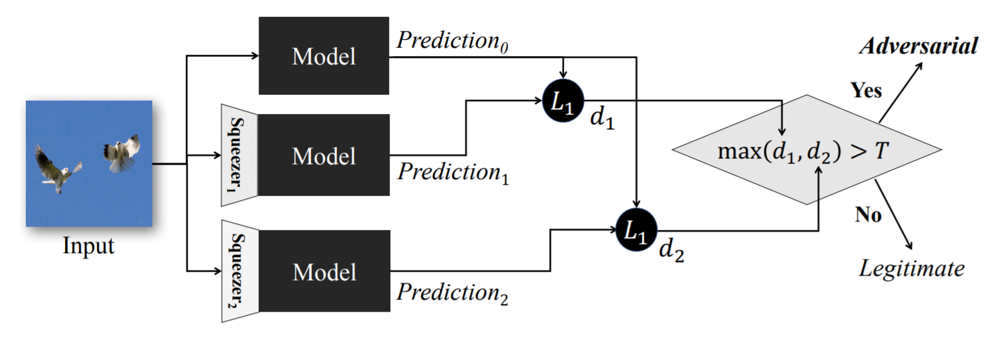 Input
Model
Prediction₀
Squeezer₁
Model
Prediction₁
Squeezer₂
Model
Prediction₂
L₁
d₁
L₁
d₂
max(d₁, d₂) > T
Yes
Adversarial
No
Legitimate